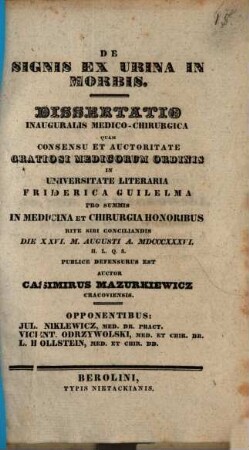 DE
SIGNIS EX URINA IN
MORBIS.
DISSERTATIO
INAUGURALIS MEDICO-CHIRURGICA
QUAM
CONSENSU ET AUCTORITATE
GRATIOSI MEDICORUM ORDINIS
IN
UNIVERSITATE LITERARIA
FRIDERICA GUILELMA
PRO SUMMIS
IN MEDICINA ET CHIRURGIA HONORIBUS
RITE SIBI CONCILIANDIS
DIE XXVI. M. AUGUSTI A. MDCCCXXXVI.
H. L. Q. S.
PUBLICE DEFENSURUS EST
AUCTOR
CASIMIRUS MAZURKIEWICZ
CRACOVIENSIS.
OPPONENTIBUS:
JUL. NIKLEWICZ, MED. DR. PRACT.
VICENT. ODRZYWOLSKI, MED. ET CHIR. DR.
L. HOLLSTEIN, MED. ET CHIR. DD.
BEROLINI,
TYPIS NIETACKIANIS.